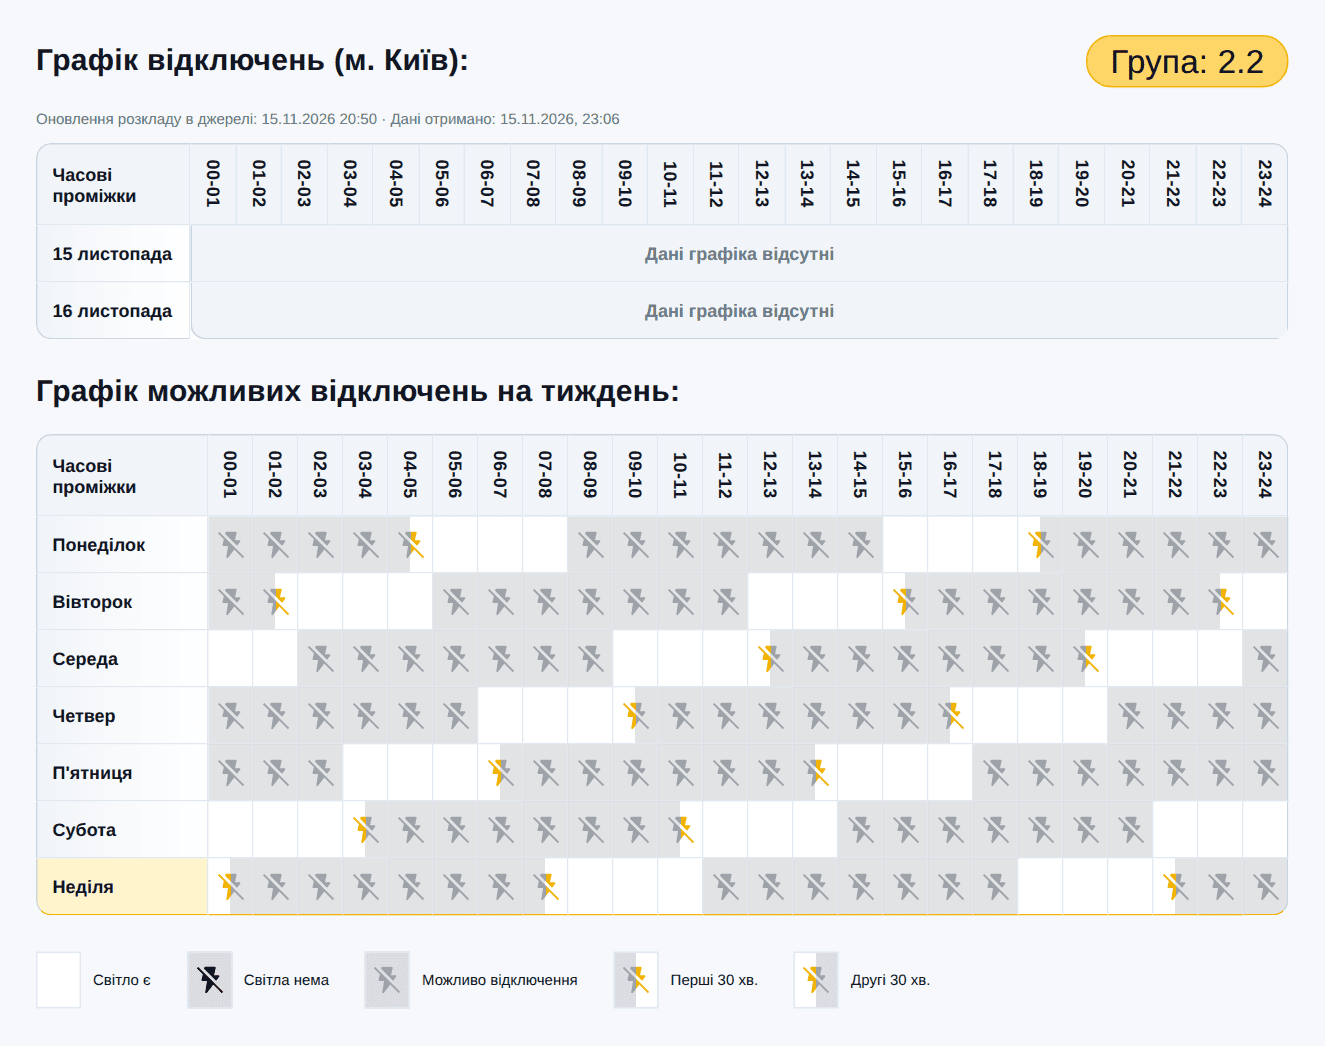 Графік відключень (м. Київ):
Група: 2.2
Оновлення розкладу в джерелі: 15.11.2026 20:50 · Дані отримано: 15.11.2026, 23:06
Часові проміжки 00-01 01-02 02-03 03-04 04-05 05-06 06-07 07-08 08-09 09-10 10-11 11-12 12-13 13-14 14-15 15-16 16-17 17-18 18-19 19-20 20-21 21-22 22-23 23-24
15 листопада Дані графіка відсутні
16 листопада Дані графіка відсутні
Графік можливих відключень на тиждень:
Часові проміжки 00-01 01-02 02-03 03-04 04-05 05-06 06-07 07-08 08-09 09-10 10-11 11-12 12-13 13-14 14-15 15-16 16-17 17-18 18-19 19-20 20-21 21-22 22-23 23-24
Понеділок
Вівторок
Середа
Четвер
П'ятниця
Субота
Неділя
Світло є Світла нема Можливо відключення Перші 30 хв. Другі 30 хв.